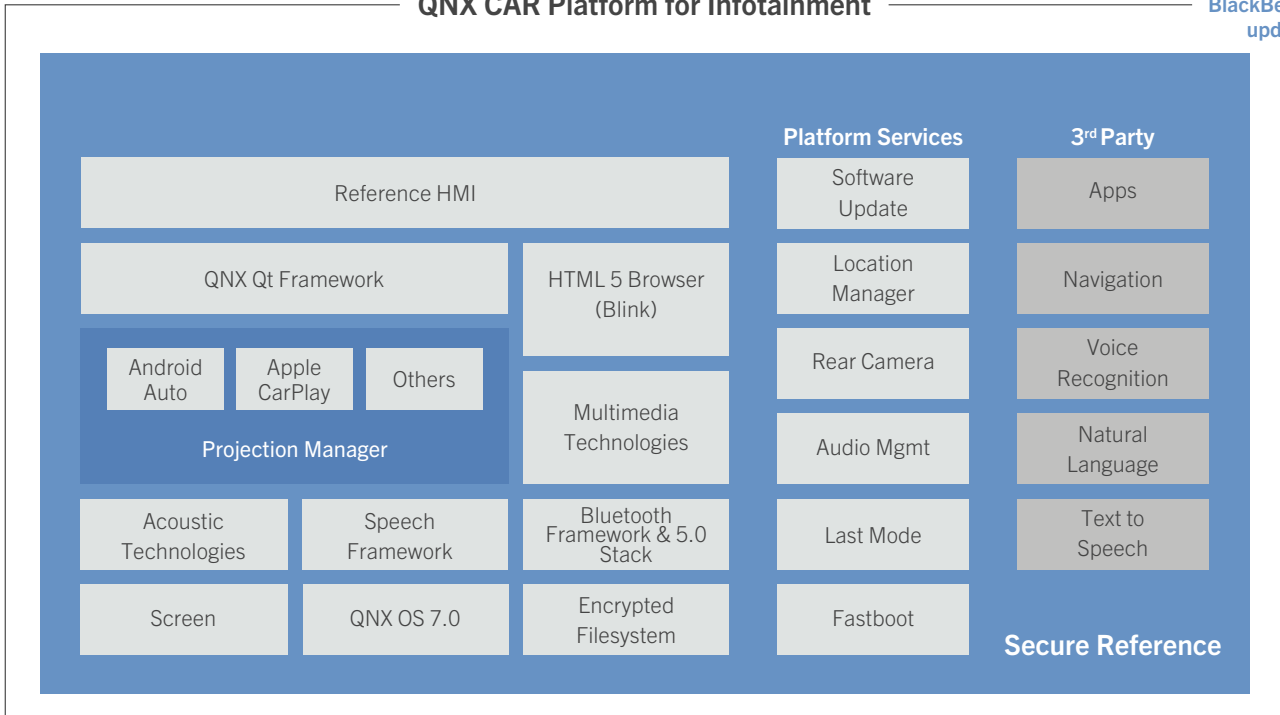 QNX CAR Platform for Infotainment
Reference HMI
QNX Qt Framework
HTML 5 Browser
(Blink)
Android
Auto
Apple
CarPlay
Others
Projection Manager
Multimedia
Technologies
Acoustic
Technologies
Speech
Framework
Bluetooth
Framework & 5.0
Stack
Screen
QNX OS 7.0
Encrypted
Filesystem
Platform Services
Software
Update
Location
Manager
Rear Camera
Audio Mgmt
Last Mode
Fastboot
3rd Party
Apps
Navigation
Voice
Recognition
Natural
Language
Text to
Speech
Secure Reference